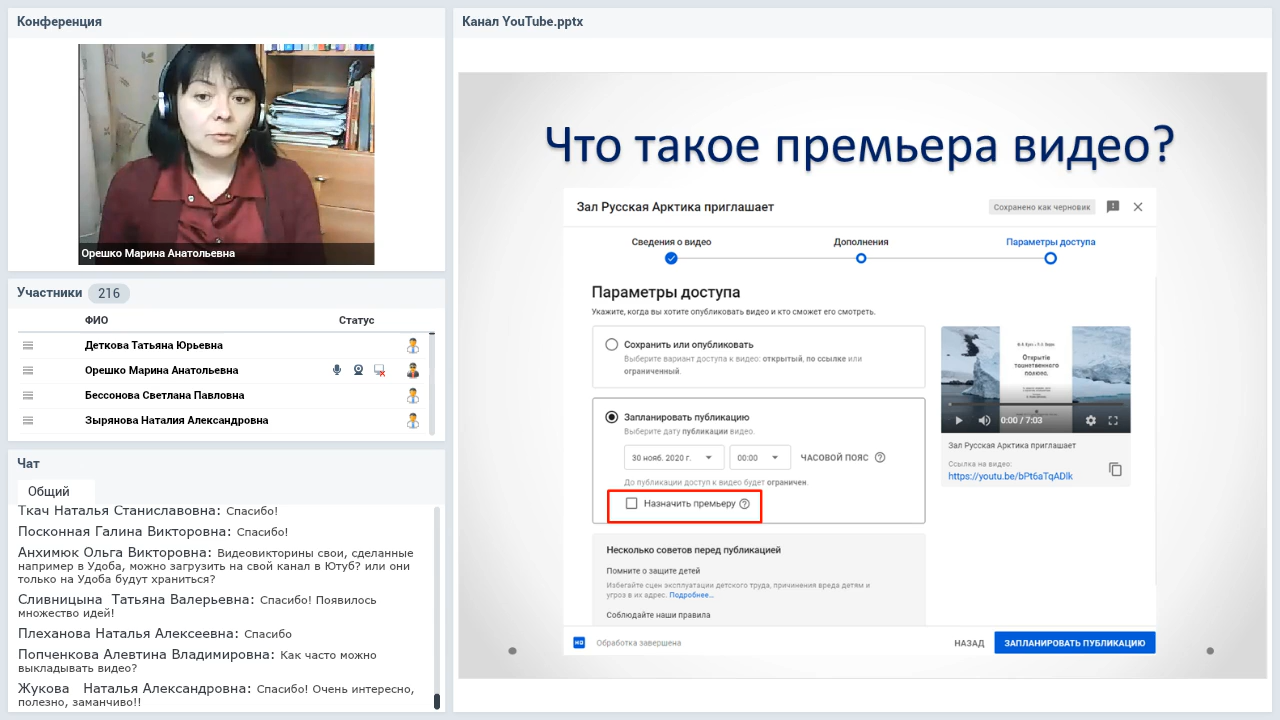 Конференция
Орешко Марина Анатольевна
Участники 216
ФИО Статус
Деткова Татьяна Юрьевна
Орешко Марина Анатольевна
Бессонова Светлана Павловна
Зырянова Наталия Александровна
Чат
Общий
Наталья Станиславовна: Спасибо!
Посконная Галина Викторовна: Спасибо!
Анхимюк Ольга Викторовна: Видеовикторины свои, сделанные
например в Удоба, можно загрузить на свой канал в Ютуб? или они
только на Удоба будут храниться?
Сливницына Татьяна Валерьевна: Спасибо! Появилось
множество идей!
Плеханова Наталья Алексеевна: Спасибо
Попченкова Алевтина Владимировна: Как часто можно
выкладывать видео?
Жукова Наталья Александровна: Спасибо! Очень интересно,
полезно, заманчиво!!
Канал YouTube.pptx
Что такое премьера видео?
Зал Русская Арктика приглашает
Сохранено как черновик
Сведения о видео Дополнения Параметры доступа
Параметры доступа
Укажите, когда вы хотите опубликовать видео и кто сможет его смотреть.
Сохранить или опубликовать
Выберите вариант доступа к видео: открытый, по ссылке или
ограниченный.
Запланировать публикацию
Выберите дату публикации видео.
30 нояб. 2020 г. 00:00 ЧАСОВОЙ ПОЯС
До публикации доступ к видео будет ограничен.
Назначить премьеру
Несколько советов перед публикацией
Помните о защите детей
Избегайте сцен эксплуатации детского труда, причинения вреда детям и
угроз в их адрес. Подробнее...
Соблюдайте наши правила
Открытіе
полюс.
0:00 / 7:03
Зал Русская Арктика приглашает
Ссылка на видео:
https://youtu.be/bPt6aTqADlk
HD Обработка завершена
НАЗАД ЗАПЛАНИРОВАТЬ ПУБЛИКАЦИЮ